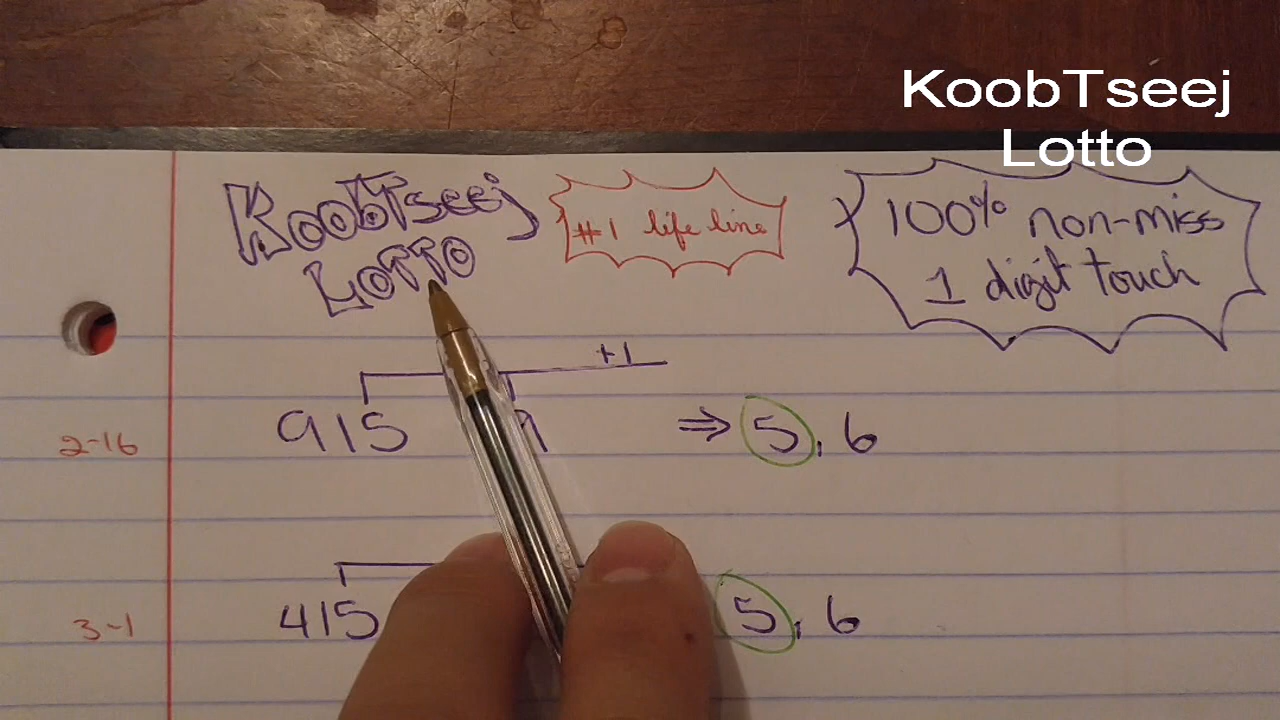 KoobTseej
Lotto
KoobTseej
LOTTO
#1 life line
100% non-miss
1 digit touch
+1
2-16 915 9 ⇒ 5, 6
3-1 415 5, 6